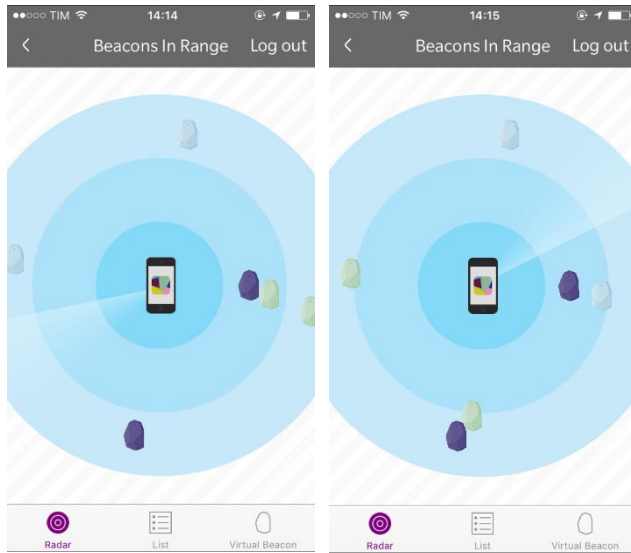 TIM 14:14
Beacons In Range Log out
Radar List Virtual Beacon
TIM 14:15
Beacons In Range Log out
Radar List Virtual Beacon